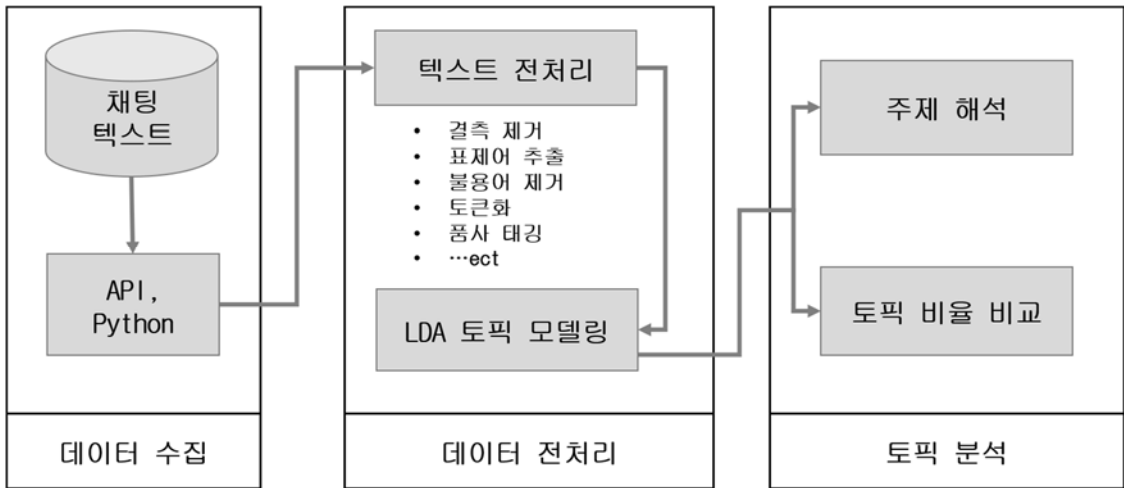 채팅
텍스트
API,
Python
데이터 수집
텍스트 전처리
• 결측 제거
• 표제어 추출
• 불용어 제거
• 토큰화
• 품사 태깅
• …ect
LDA 토픽 모델링
데이터 전처리
주제 해석
토픽 비율 비교
토픽 분석